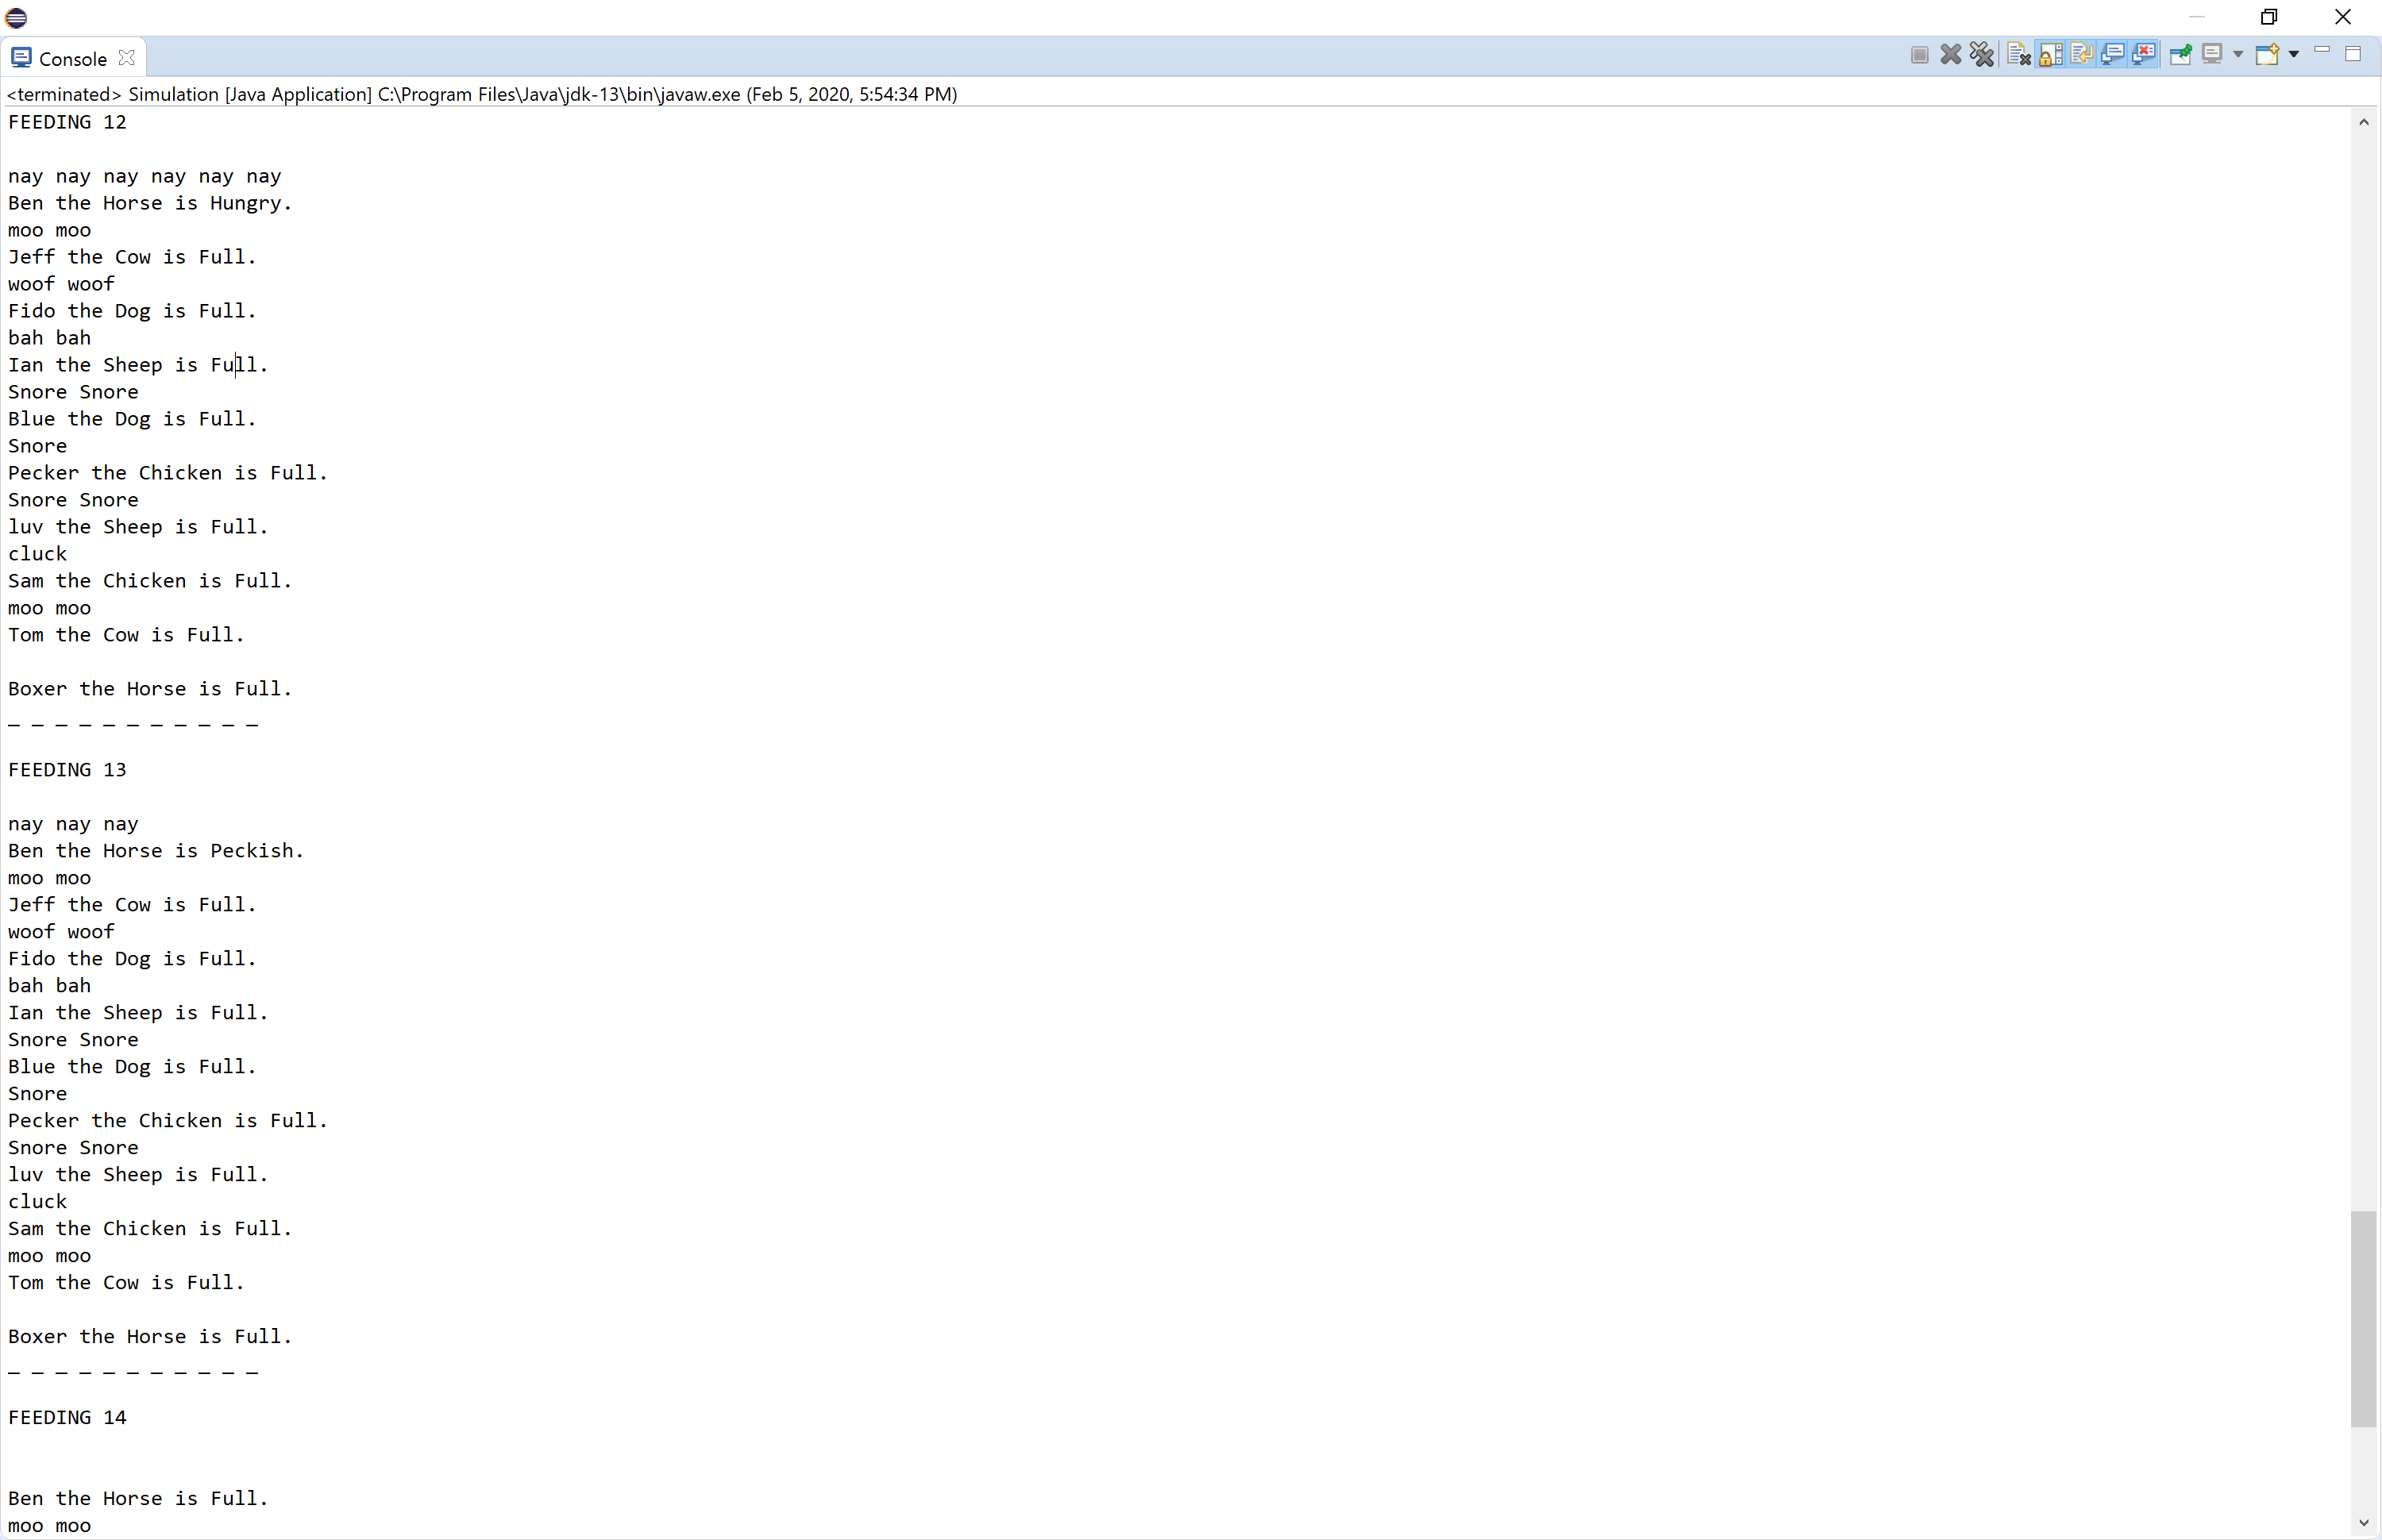 Console
<terminated> Simulation [Java Application] C:\Program Files\Java\jdk-13\bin\javaw.exe (Feb 5, 2020, 5:54:34 PM)
FEEDING 12
nay nay nay nay nay nay
Ben the Horse is Hungry.
moo moo
Jeff the Cow is Full.
woof woof
Fido the Dog is Full.
bah bah
Ian the Sheep is Full.
Snore Snore
Blue the Dog is Full.
Snore
Pecker the Chicken is Full.
Snore Snore
luv the Sheep is Full.
cluck
Sam the Chicken is Full.
moo moo
Tom the Cow is Full.
Boxer the Horse is Full.
_ _ _ _ _ _ _ _ _ _ _
FEEDING 13
nay nay nay
Ben the Horse is Peckish.
moo moo
Jeff the Cow is Full.
woof woof
Fido the Dog is Full.
bah bah
Ian the Sheep is Full.
Snore Snore
Blue the Dog is Full.
Snore
Pecker the Chicken is Full.
Snore Snore
luv the Sheep is Full.
cluck
Sam the Chicken is Full.
moo moo
Tom the Cow is Full.
Boxer the Horse is Full.
_ _ _ _ _ _ _ _ _ _ _
FEEDING 14
Ben the Horse is Full.
moo moo